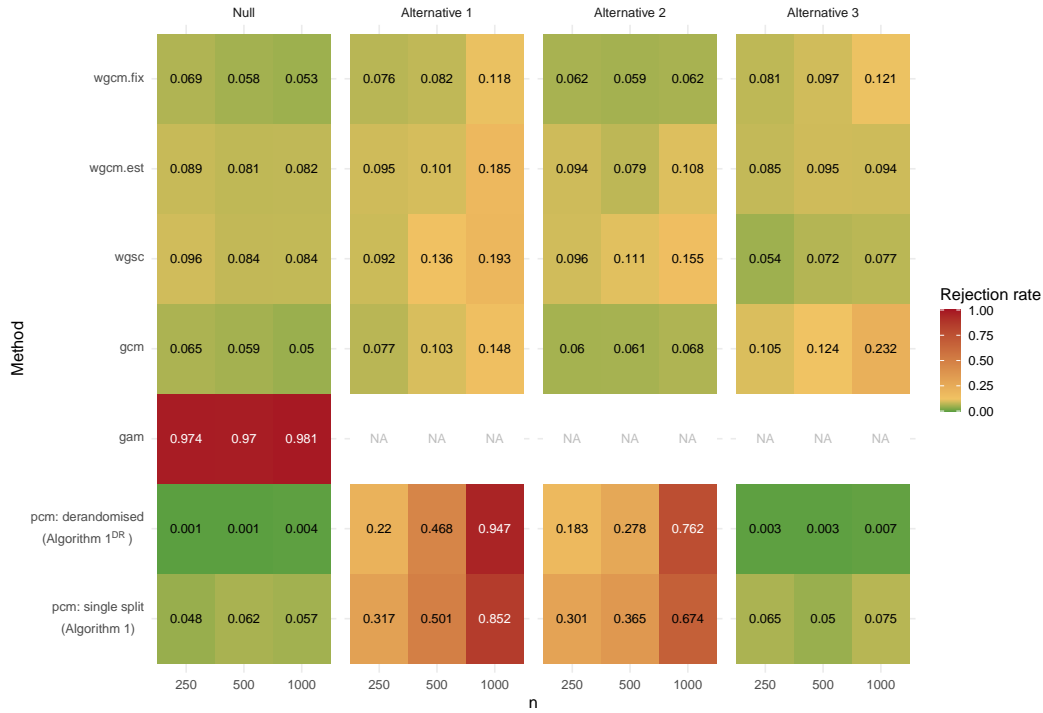 Null Alternative 1 Alternative 2 Alternative 3
wgcm.fix 0.069 0.058 0.053 0.076 0.082 0.118 0.062 0.059 0.062 0.081 0.097 0.121
wgcm.est 0.089 0.081 0.082 0.095 0.101 0.185 0.094 0.079 0.108 0.085 0.095 0.094
wgsc 0.096 0.084 0.084 0.092 0.136 0.193 0.096 0.111 0.155 0.054 0.072 0.077
gcm 0.065 0.059 0.05 0.077 0.103 0.148 0.06 0.061 0.068 0.105 0.124 0.232
gam 0.974 0.97 0.981 NA NA NA NA NA NA NA NA NA
pcm: derandomised
(Algorithm 1^DR ) 0.001 0.001 0.004 0.22 0.468 0.947 0.183 0.278 0.762 0.003 0.003 0.007
pcm: single split
(Algorithm 1) 0.048 0.062 0.057 0.317 0.501 0.852 0.301 0.365 0.674 0.065 0.05 0.075
250 500 1000 250 500 1000 250 500 1000 250 500 1000
n
Method
Rejection rate
1.00
0.75
0.50
0.25
0.00